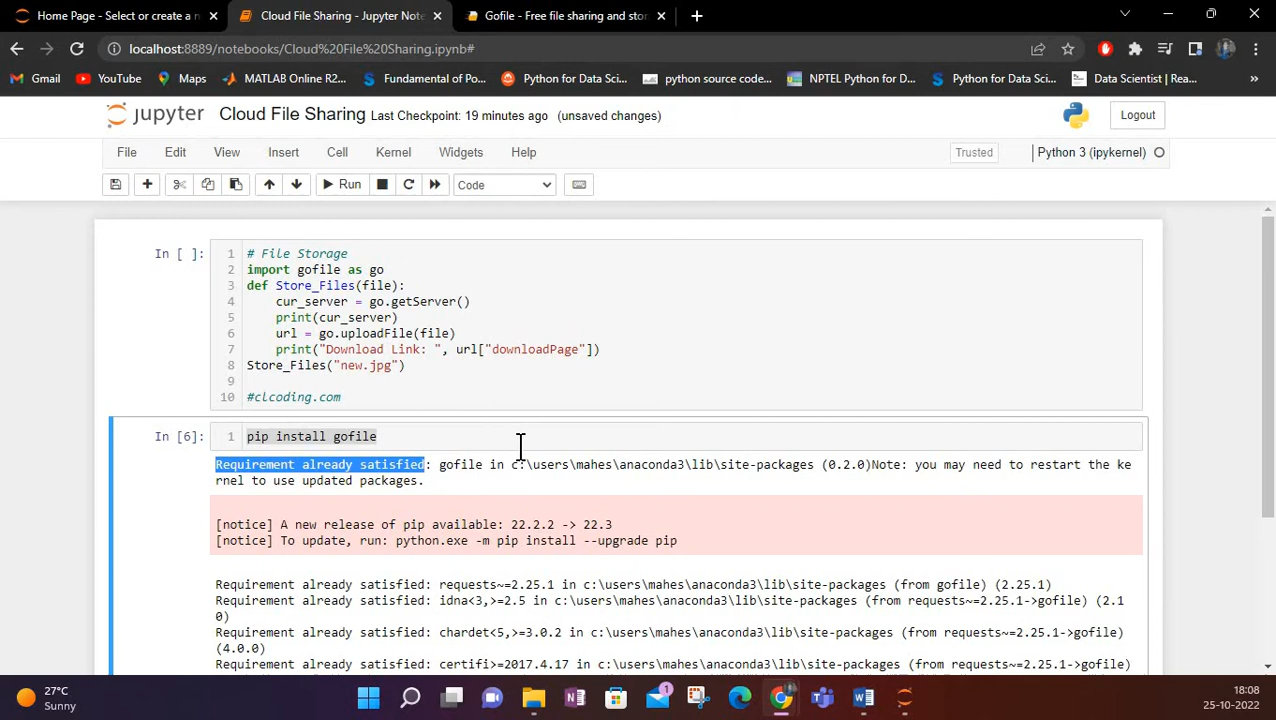 Home Page - Select or create a n
Cloud File Sharing - Jupyter Note
Gofile - Free file sharing and stor
localhost:8889/notebooks/Cloud%20File%20Sharing.ipynb#
Gmail
YouTube
Maps
MATLAB Online R2...
Fundamental of Po...
Python for Data Sci...
python source code...
NPTEL Python for D...
Python for Data Sci...
Data Scientist | Rea...
»
jupyter Cloud File Sharing Last Checkpoint: 19 minutes ago (unsaved changes)
Logout
File Edit View Insert Cell Kernel Widgets Help
Trusted
Python 3 (ipykernel)
Run
Code
In [ ]:
1 # File Storage
2 import gofile as go
3 def Store_Files(file):
4 cur_server = go.getServer()
5 print(cur_server)
6 url = go.uploadFile(file)
7 print("Download Link: ", url["downloadPage"])
8 Store_Files("new.jpg")
9
10 #clcoding.com
In [6]: 1 pip install gofile
Requirement already satisfied: gofile in c:\users\mahes\anaconda3\lib\site-packages (0.2.0)Note: you may need to restart the ke
rnel to use updated packages.
[notice] A new release of pip available: 22.2.2 -> 22.3
[notice] To update, run: python.exe -m pip install --upgrade pip
Requirement already satisfied: requests~=2.25.1 in c:\users\mahes\anaconda3\lib\site-packages (from gofile) (2.25.1)
Requirement already satisfied: idna<3,>=2.5 in c:\users\mahes\anaconda3\lib\site-packages (from requests~=2.25.1->gofile) (2.1
0)
Requirement already satisfied: chardet<5,>=3.0.2 in c:\users\mahes\anaconda3\lib\site-packages (from requests~=2.25.1->gofile)
(4.0.0)
Requirement already satisfied: certifi>=2017.4.17 in c:\users\mahes\anaconda3\lib\site-packages (from requests~=2.25.1->gofile)
27°C
Sunny
1
18:08
25-10-2022